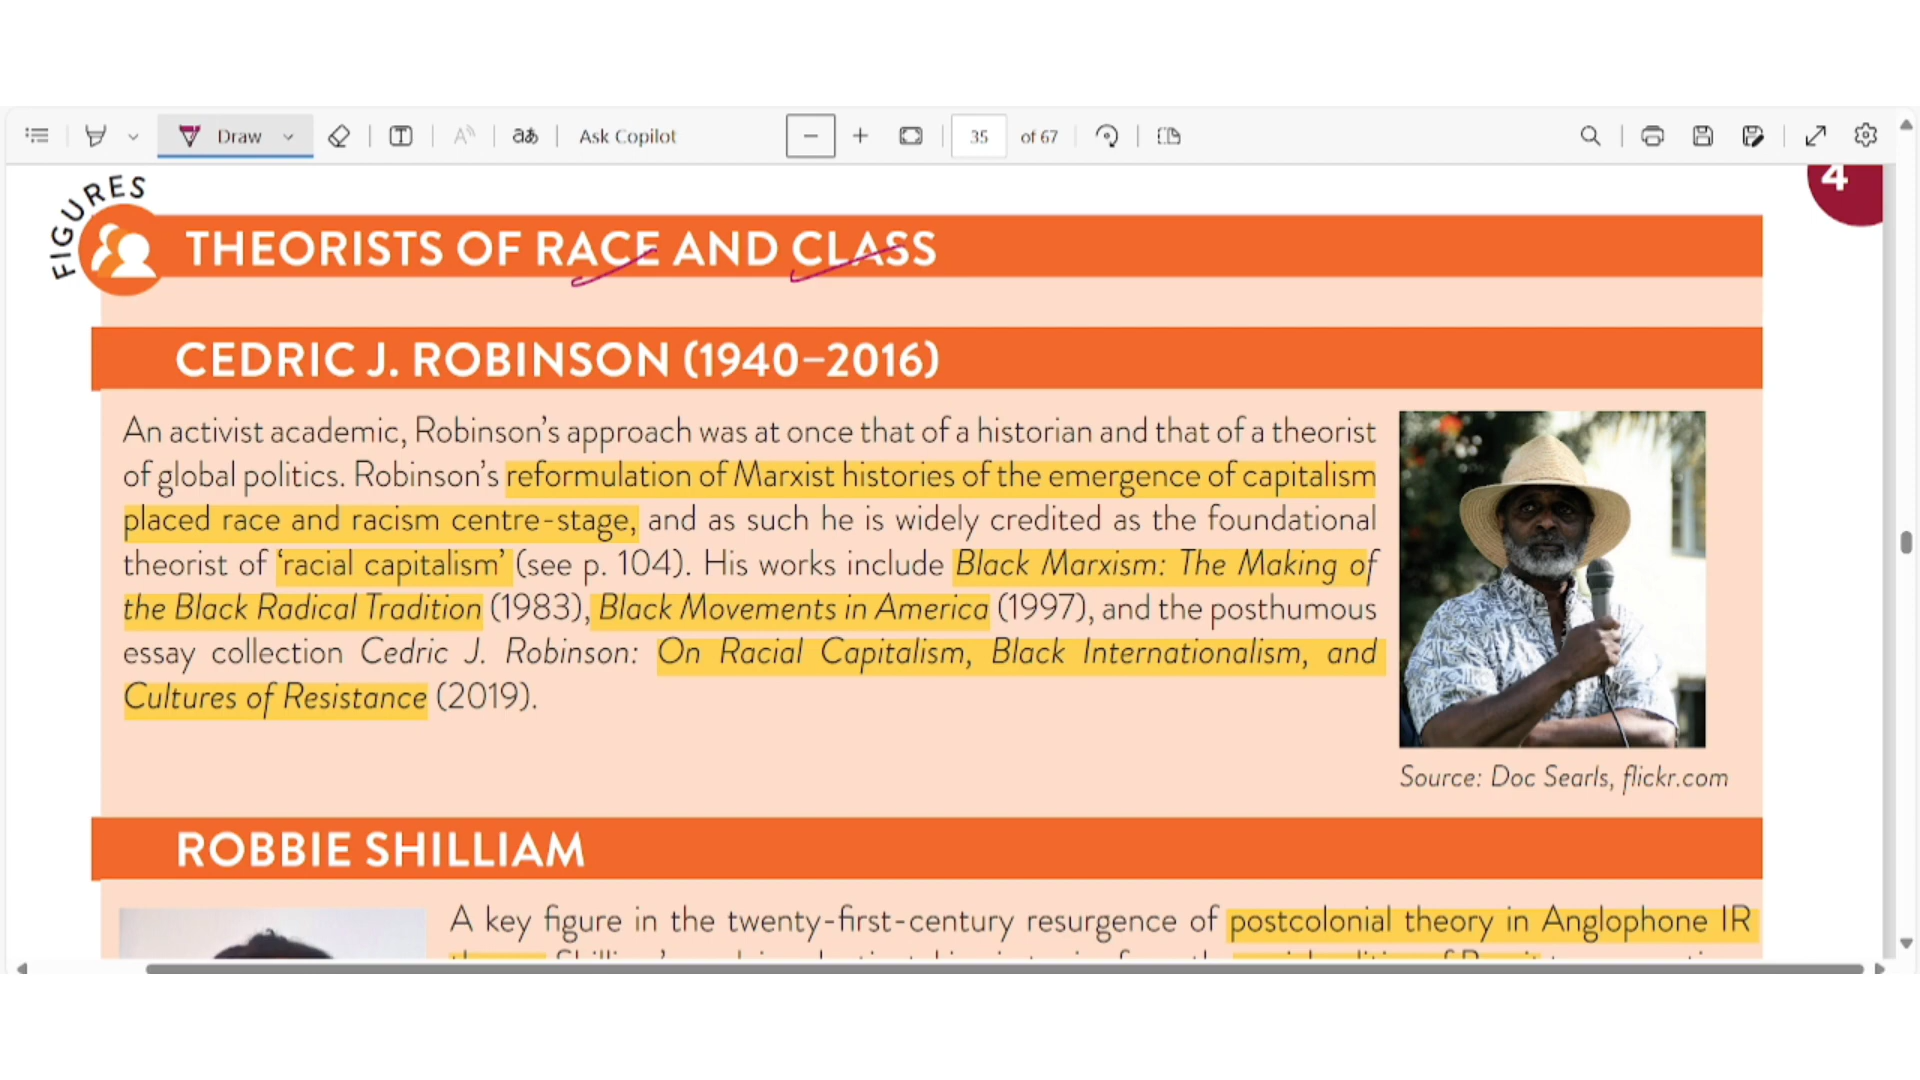 Draw
Ask Copilot
35
of 67
4
FIGURES
THEORISTS OF RACE AND CLASS
CEDRIC J. ROBINSON (1940–2016)
An activist academic, Robinson's approach was at once that of a historian and that of a theorist
of global politics. Robinson's reformulation of Marxist histories of the emergence of capitalism
placed race and racism centre-stage, and as such he is widely credited as the foundational
theorist of 'racial capitalism' (see p. 104). His works include Black Marxism: The Making of
the Black Radical Tradition (1983), Black Movements in America (1997), and the posthumous
essay collection Cedric J. Robinson: On Racial Capitalism, Black Internationalism, and
Cultures of Resistance (2019).
Source: Doc Searls, flickr.com
ROBBIE SHILLIAM
A key figure in the twenty-first-century resurgence of postcolonial theory in Anglophone IR